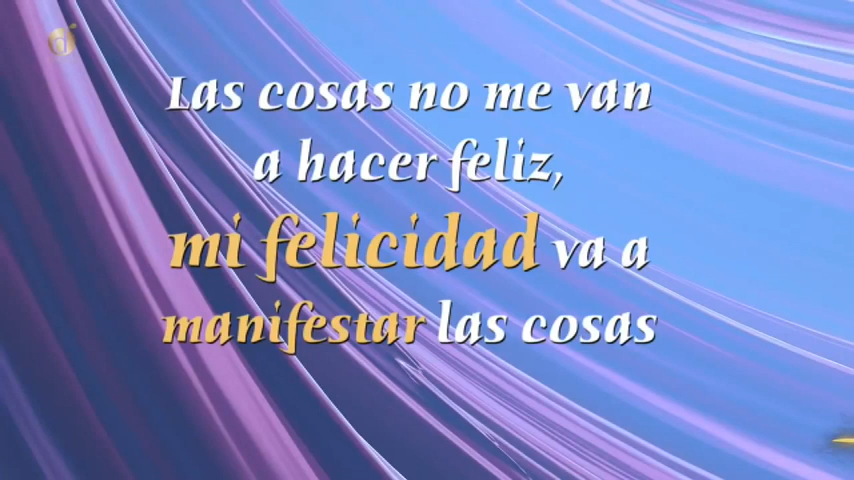 Las cosas no me van
a hacer feliz,
mi felicidad va a
manifestar las cosas